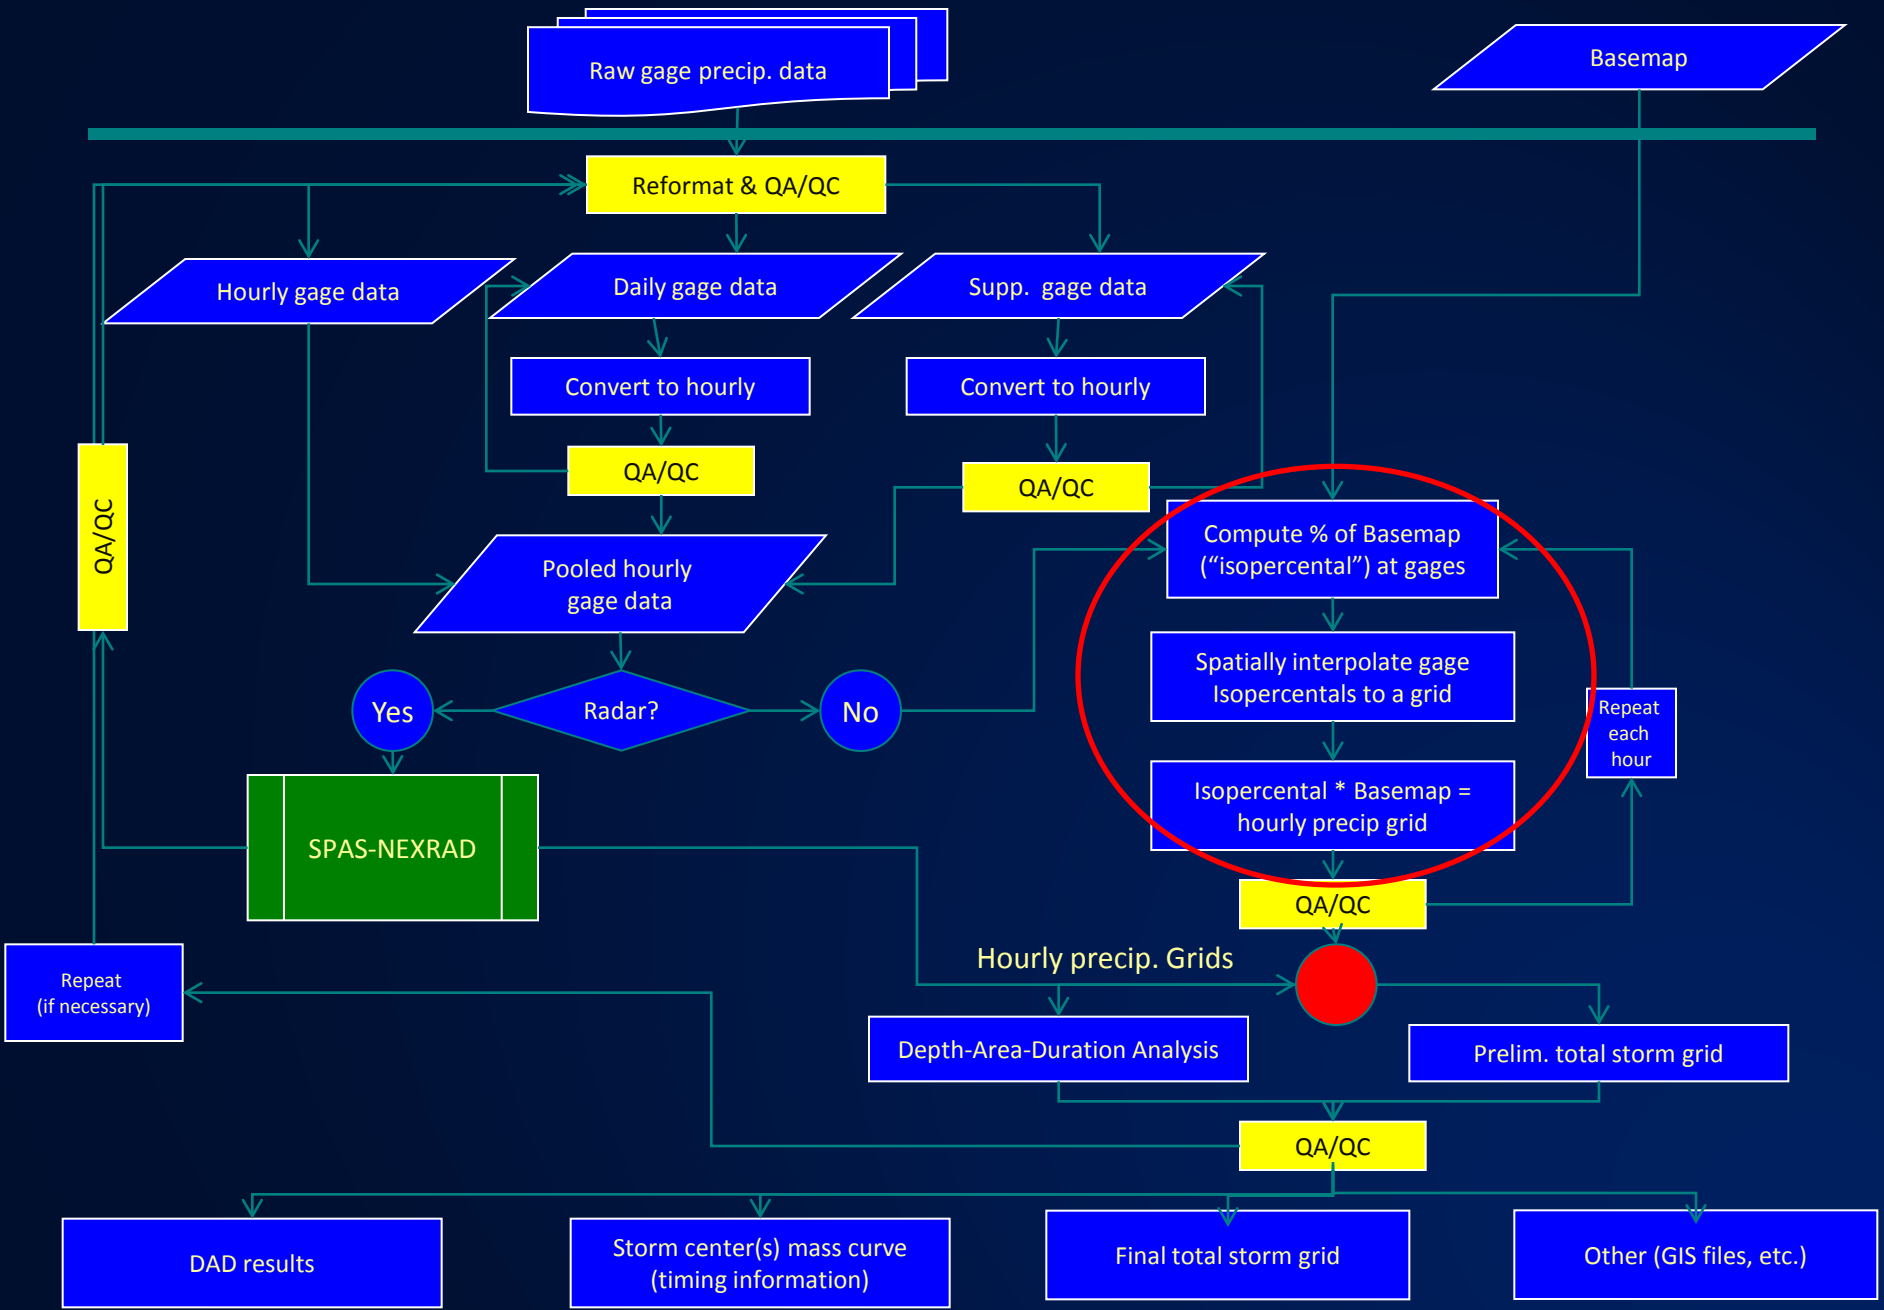 Raw gage precip. data
Basemap
Reformat & QA/QC
Hourly gage data
Daily gage data
Supp.  gage data
Convert to hourly
Convert to hourly
QA/QC
QA/QC
QA/QC
Compute % of Basemap
(“isopercental”) at gages
Pooled hourly
gage data
Spatially interpolate gage
Isopercentals to a grid
Yes
Radar?
No
Repeat
each
hour
Isopercental * Basemap =
hourly precip grid
SPAS-NEXRAD
QA/QC
Hourly precip. Grids
Repeat
(if necessary)
Depth-Area-Duration Analysis
Prelim. total storm grid
QA/QC
DAD results
Storm center(s) mass curve
(timing information)
Final total storm grid
Other (GIS files, etc.)